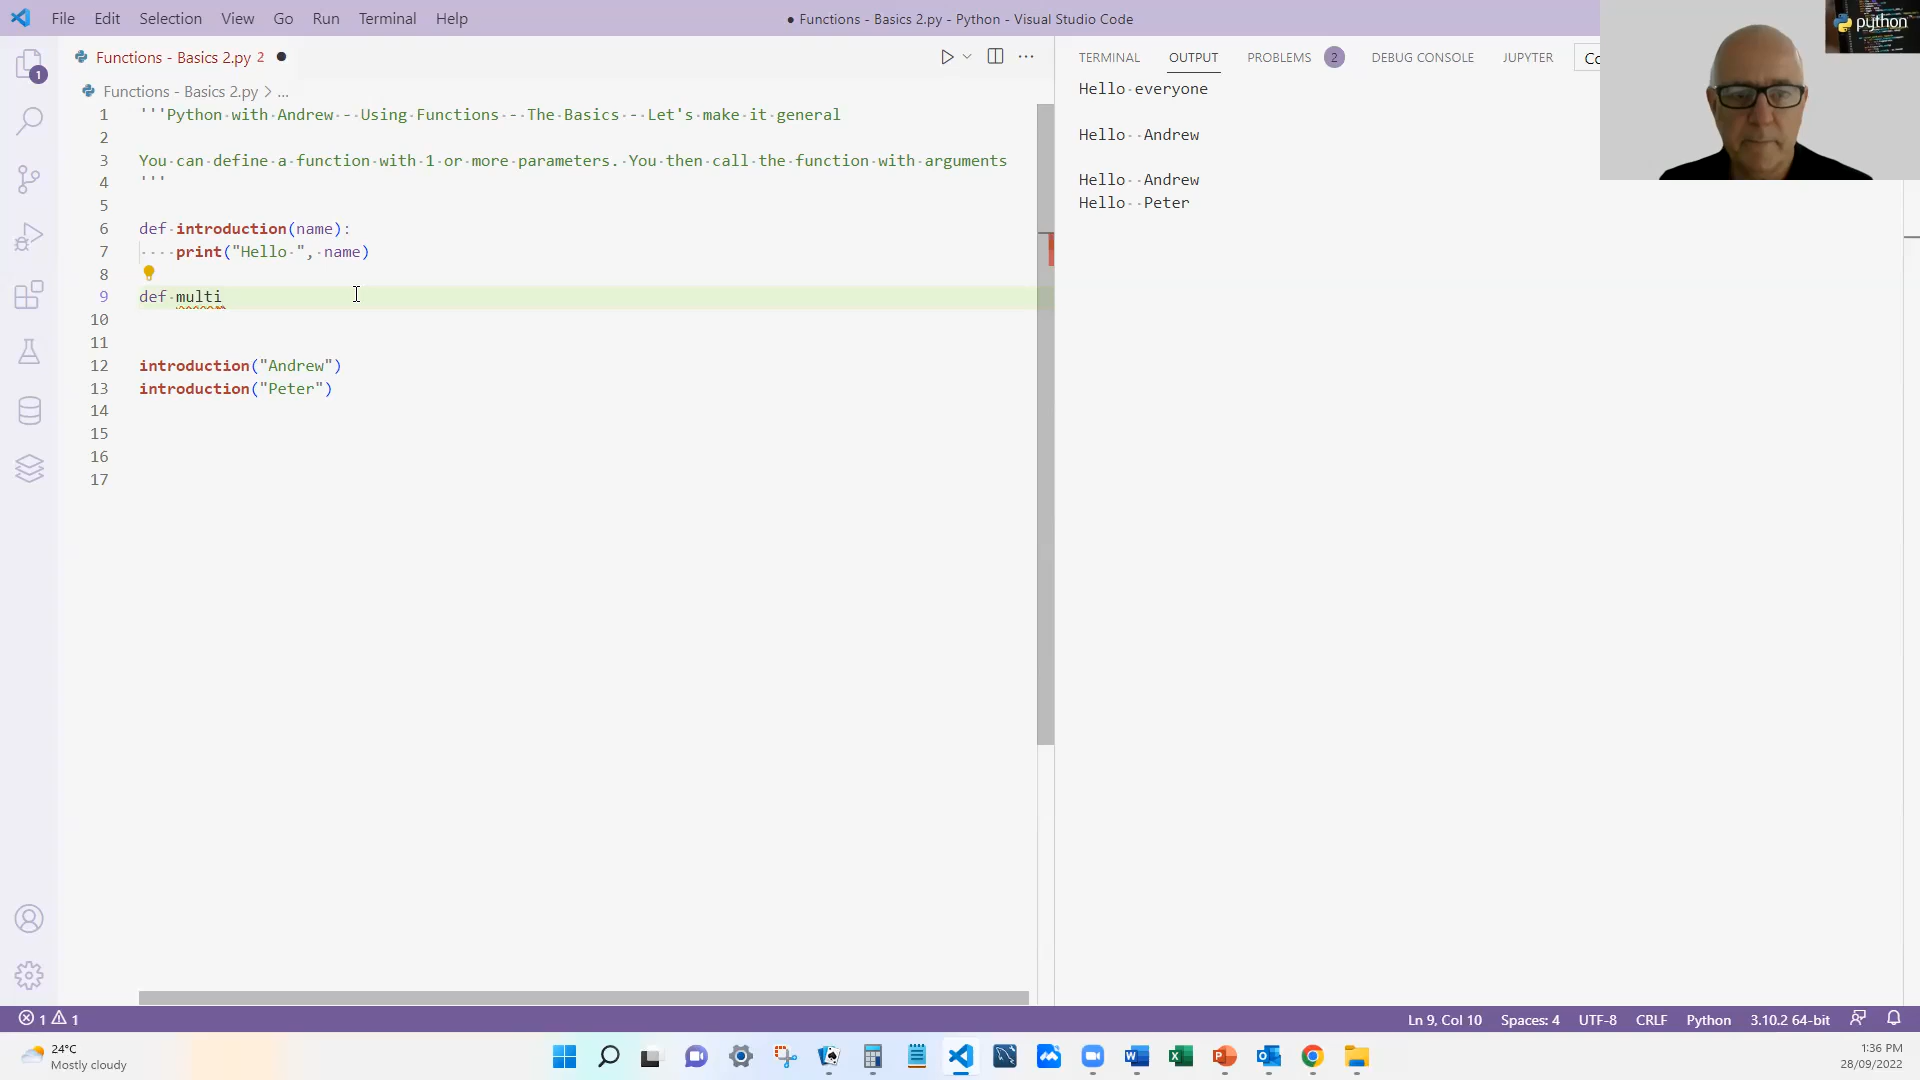 File Edit Selection View Go Run Terminal Help
● Functions - Basics 2.py - Python - Visual Studio Code
python
Functions - Basics 2.py 2
TERMINAL OUTPUT PROBLEMS 2 DEBUG CONSOLE JUPYTER Co
1
Functions - Basics 2.py > ...
1 '''Python with Andrew - Using Functions - The Basics - Let's make it general
2
3 You can define a function with 1 or more parameters. You then call the function with arguments
4 '''
5
6 def introduction(name):
7 print("Hello ", name)
8
9 def multi
10
11
12 introduction("Andrew")
13 introduction("Peter")
14
15
16
17
Hello everyone
Hello  Andrew
Hello  Andrew
Hello  Peter
1 1
Ln 9, Col 10 Spaces: 4 UTF-8 CRLF Python 3.10.2 64-bit
24°C
Mostly cloudy
1:36 PM
28/09/2022